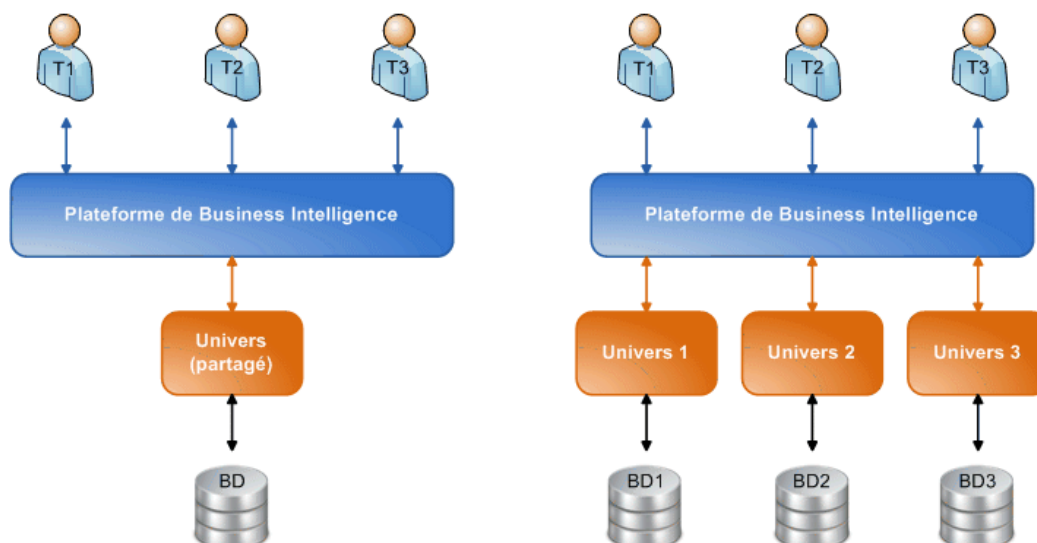 T1
T2
T3
Plateforme de Business Intelligence
Univers
(partagé)
BD
T1
T2
T3
Plateforme de Business Intelligence
Univers 1
Univers 2
Univers 3
BD1
BD2
BD3